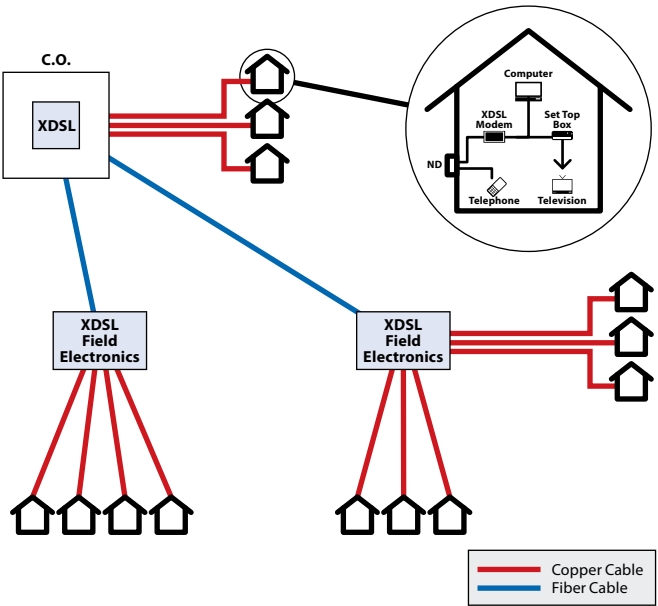 C.O.
XDSL
Computer
XDSL
Modem
Set Top
Box
ND
Telephone
Television
XDSL
Field
Electronics
XDSL
Field
Electronics
Copper Cable
Fiber Cable